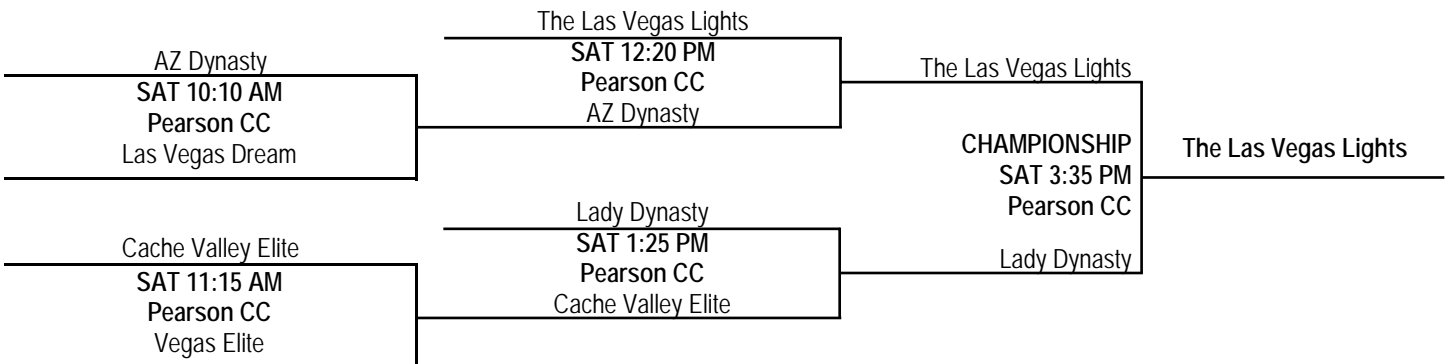 AZ Dynasty
SAT 10:10 AM
Pearson CC
Las Vegas Dream
Cache Valley Elite
SAT 11:15 AM
Pearson CC
Vegas Elite
The Las Vegas Lights
SAT 12:20 PM
Pearson CC
AZ Dynasty
Lady Dynasty
SAT 1:25 PM
Pearson CC
Cache Valley Elite
The Las Vegas Lights
CHAMPIONSHIP
SAT 3:35 PM
Pearson CC
Lady Dynasty
The Las Vegas Lights